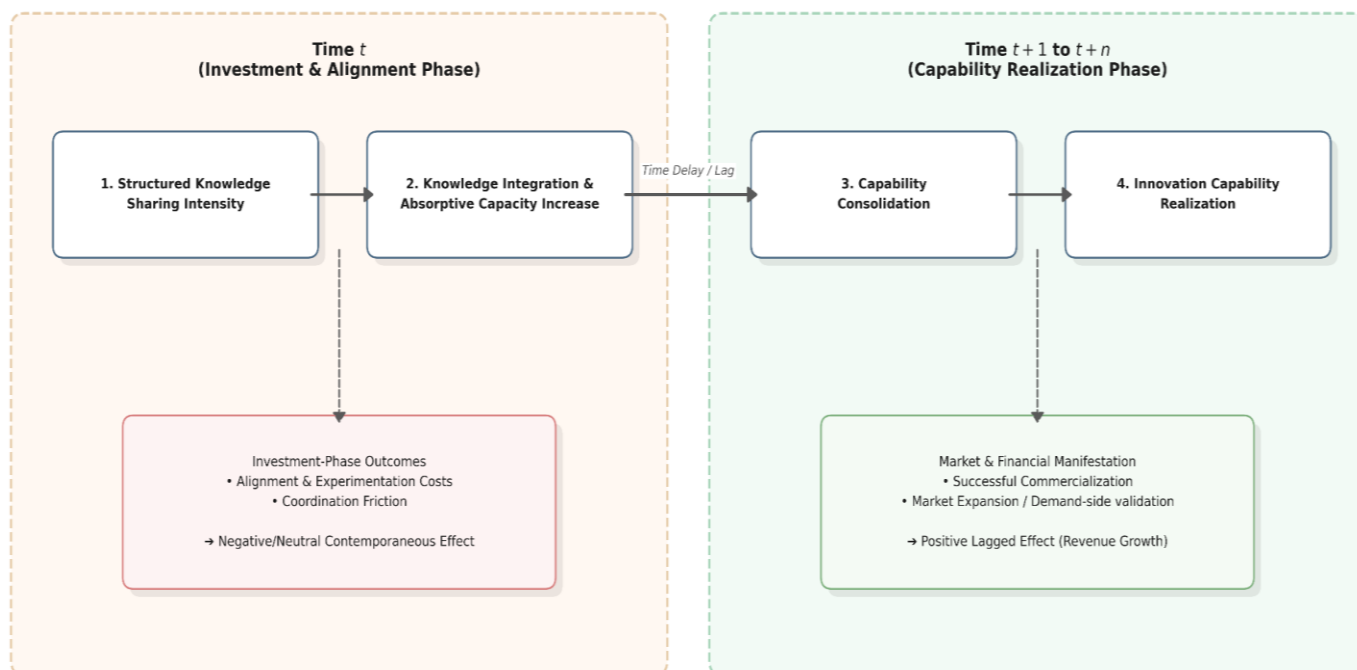 Time t
(Investment & Alignment Phase)
1. Structured Knowledge
Sharing Intensity
2. Knowledge Integration &
Absorptive Capacity Increase
Investment-Phase Outcomes
• Alignment & Experimentation Costs
• Coordination Friction
➔ Negative/Neutral Contemporaneous Effect
Time Delay / Lag
Time t + 1 to t + n
(Capability Realization Phase)
3. Capability
Consolidation
4. Innovation Capability
Realization
Market & Financial Manifestation
• Successful Commercialization
• Market Expansion / Demand-side validation
➔ Positive Lagged Effect (Revenue Growth)